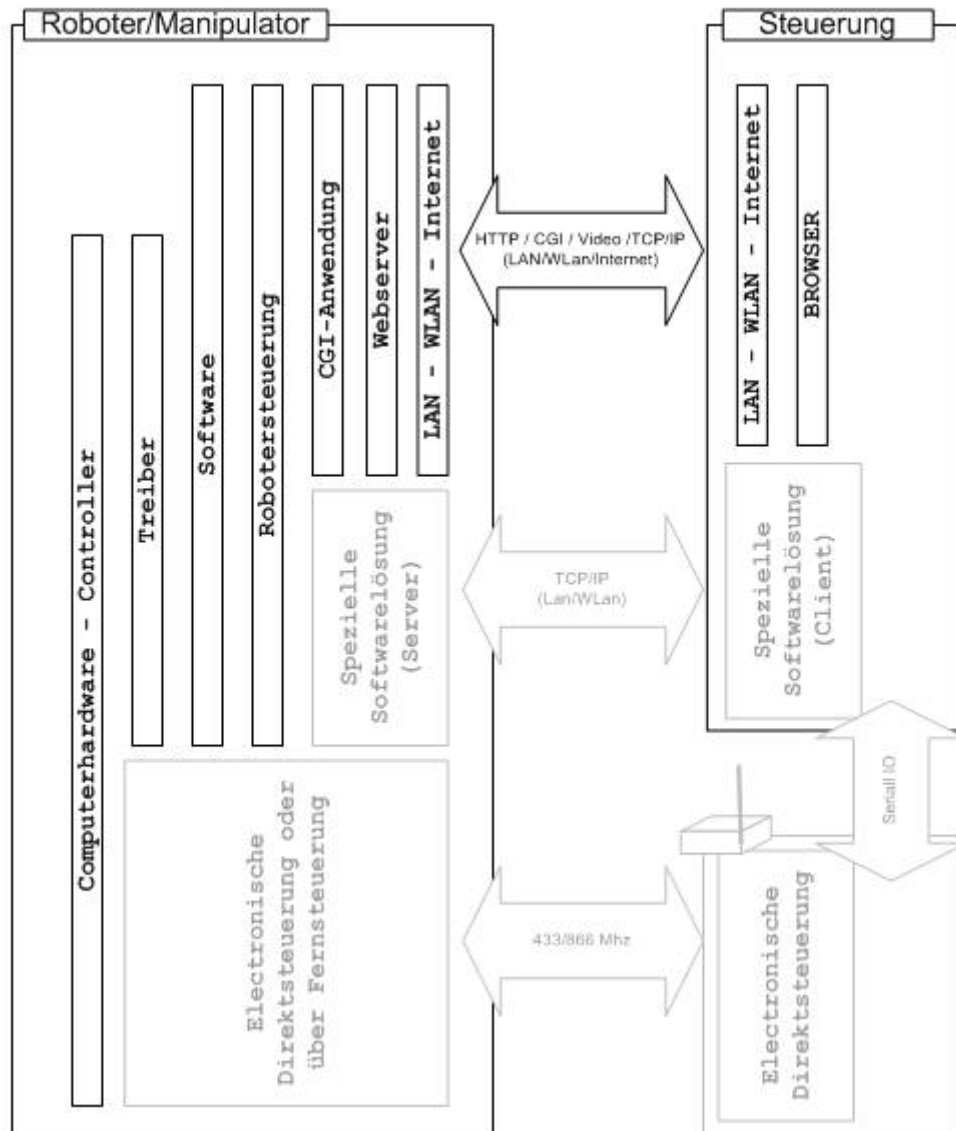 Roboter/Manipulator
Steuerung
Computerhardware - Controller
Treiber
Software
Robotersteuerung
CGI-Anwendung
Webserver
LAN - WLAN - Internet
HTTP / CGI / Video /TCP/IP
(LAN/WLan/Internet)
LAN - WLAN - Internet
BROWSER
Spezielle
Softwarelösung
(Server)
TCP/IP
(Lan/WLan)
Spezielle
Softwarelösung
(Client)
Seriall IO
Electronische
Direktsteuerung oder
über Fernsteuerung
433/866 Mhz
Electronische
Direktsteuerung